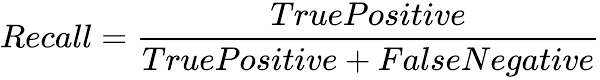 Recall = TruePositive / TruePositive + FalseNegative